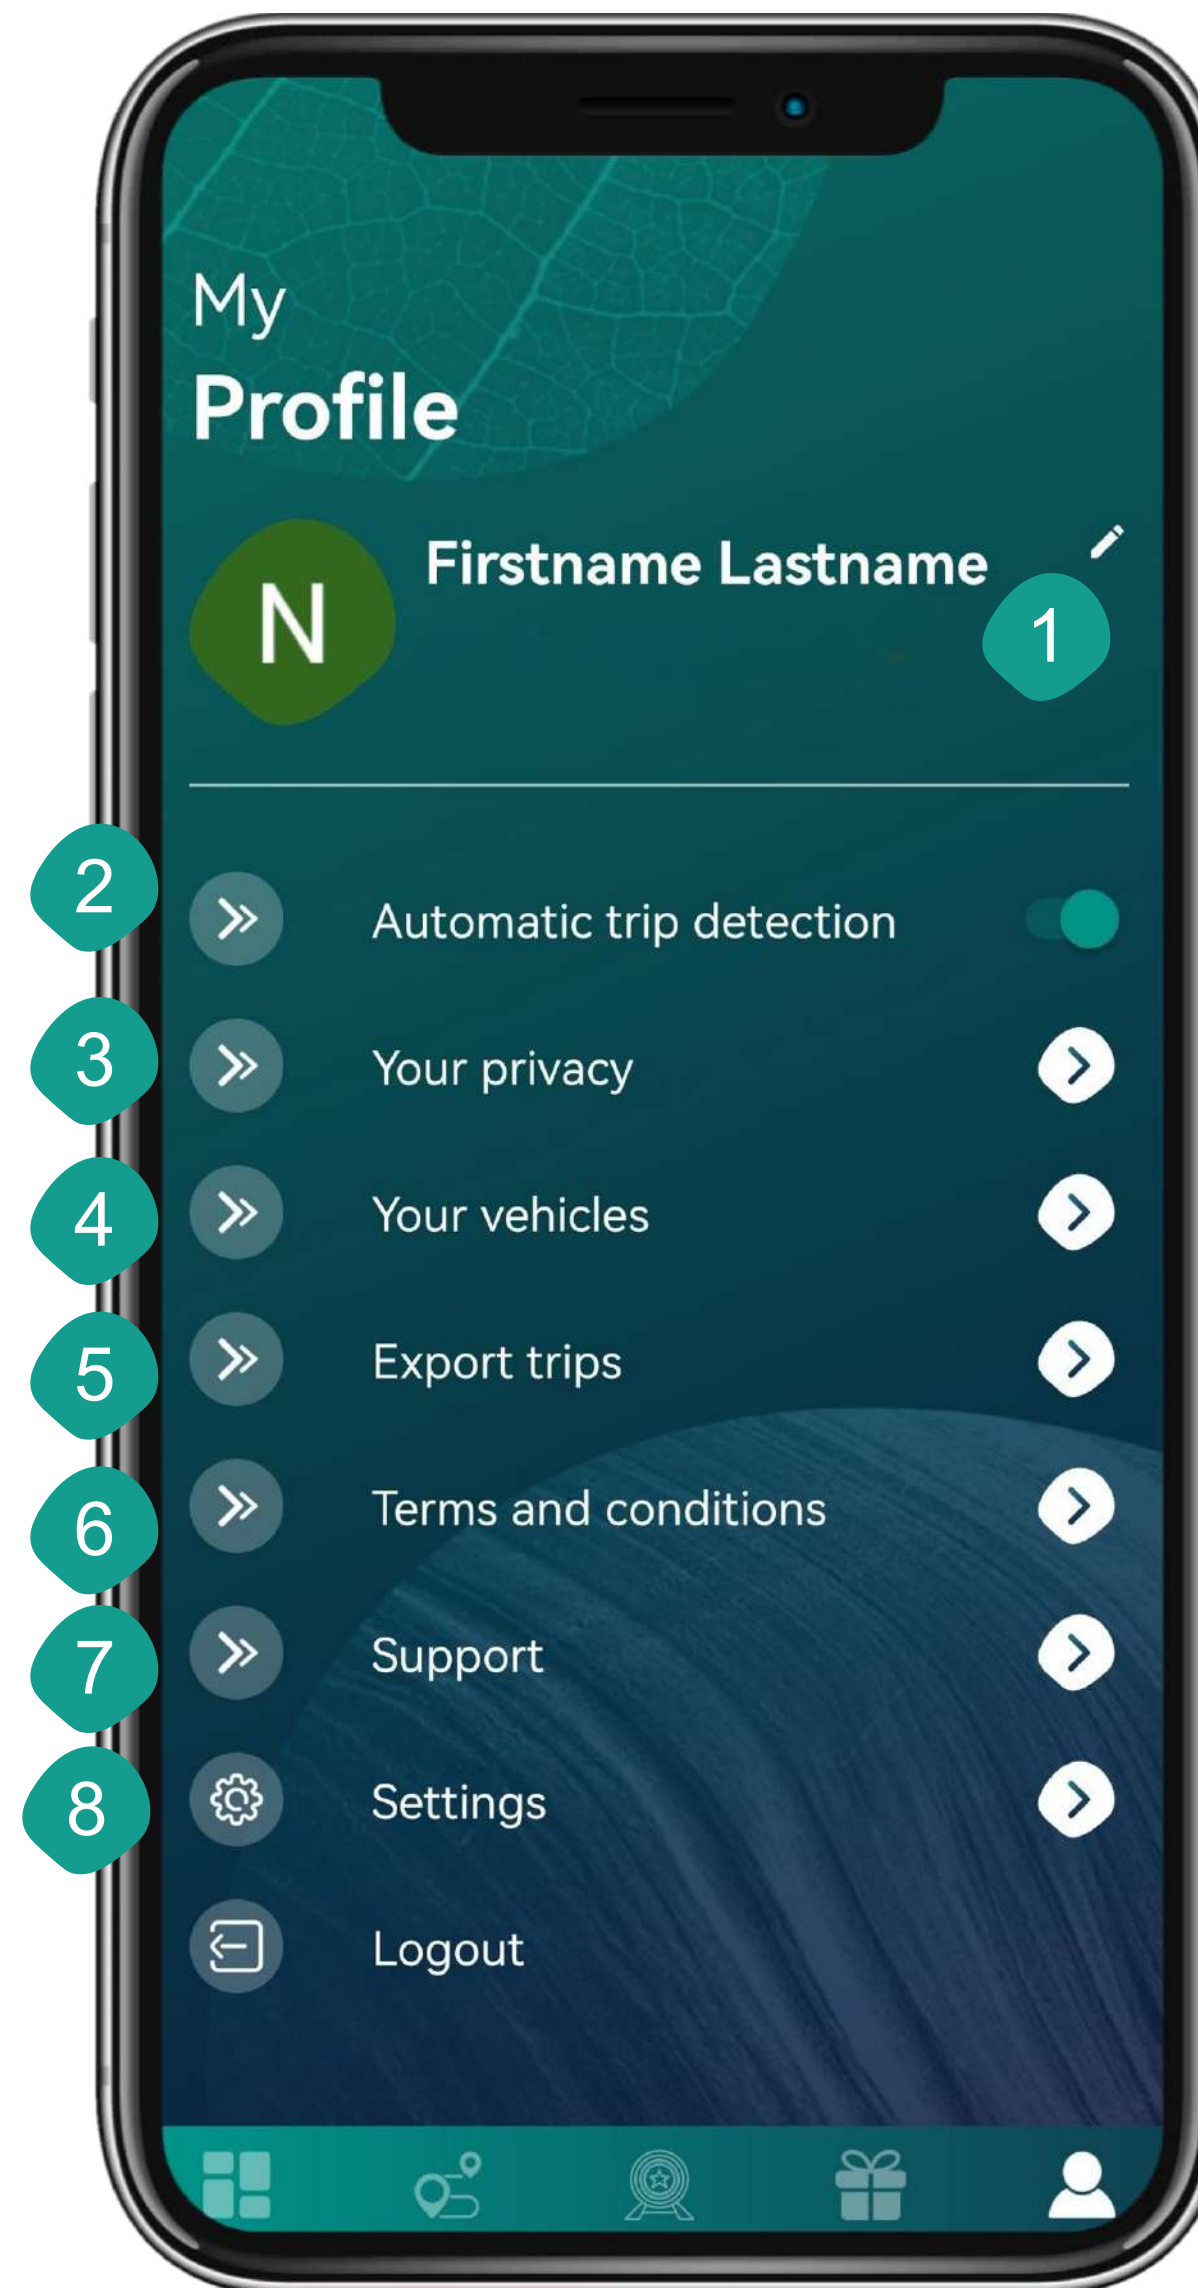 My
Profile
N
Firstname Lastname
1
2
Automatic trip detection
3
Your privacy
4
Your vehicles
5
Export trips
6
Terms and conditions
7
Support
8
Settings
Logout